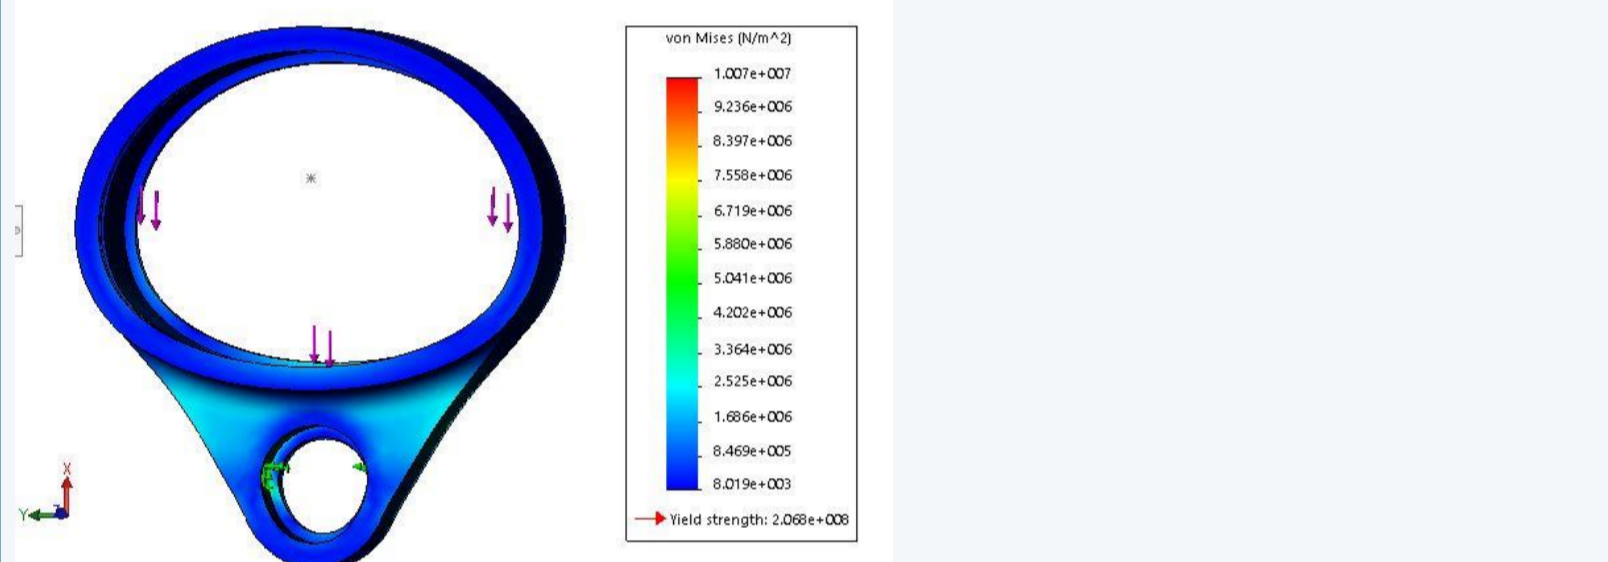 von Mises (N/m^2)
1.007e+007
9.236e+006
8.397e+006
7.558e+006
6.719e+006
5.880e+006
5.041e+006
4.202e+006
3.364e+006
2.525e+006
1.686e+006
8.469e+005
8.019e+003
Yield strength: 2.068e+008
X
Y